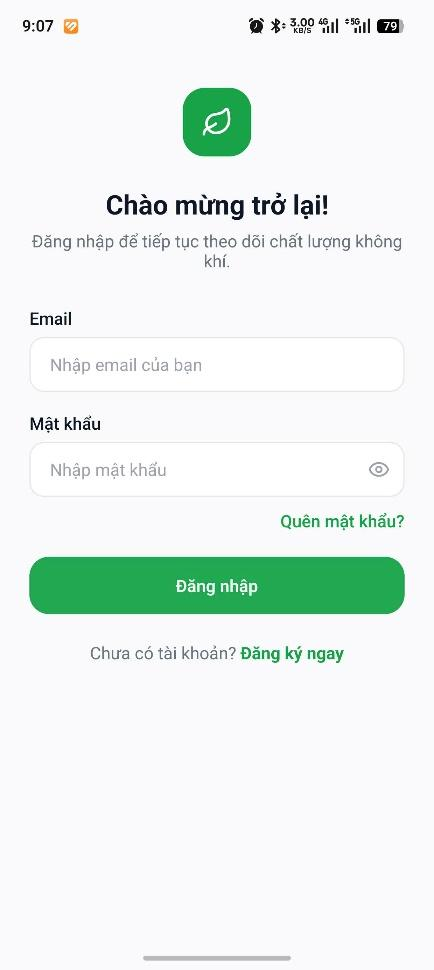 9:07 3.00 KB/S 4G 5G 79
Chào mừng trở lại!
Đăng nhập để tiếp tục theo dõi chất lượng không
khí.
Email
Nhập email của bạn
Mật khẩu
Nhập mật khẩu
Quên mật khẩu?
Đăng nhập
Chưa có tài khoản? Đăng ký ngay